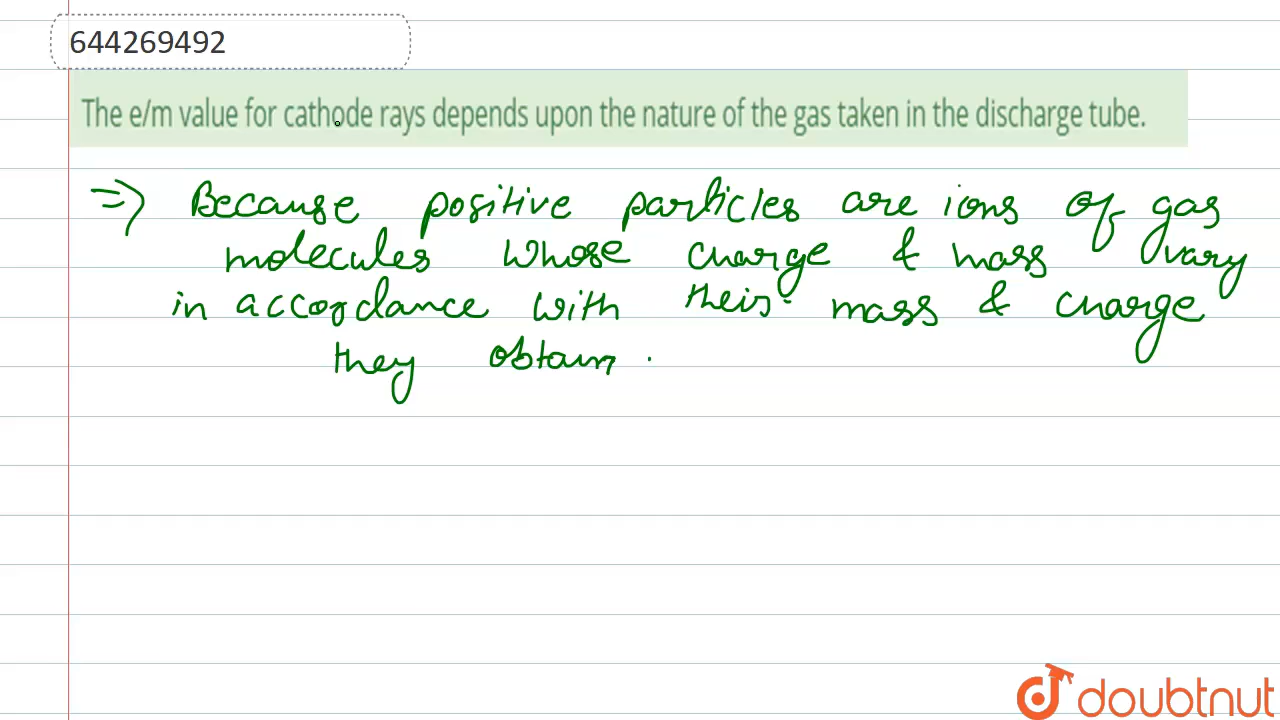 644269492
The e/m value for cathode rays depends upon the nature of the gas taken in the discharge tube.
=> Because positive particles are ions of gas
molecules whose charge & mass vary
in accordance with their mass & charge
they obtain.
doubtnut